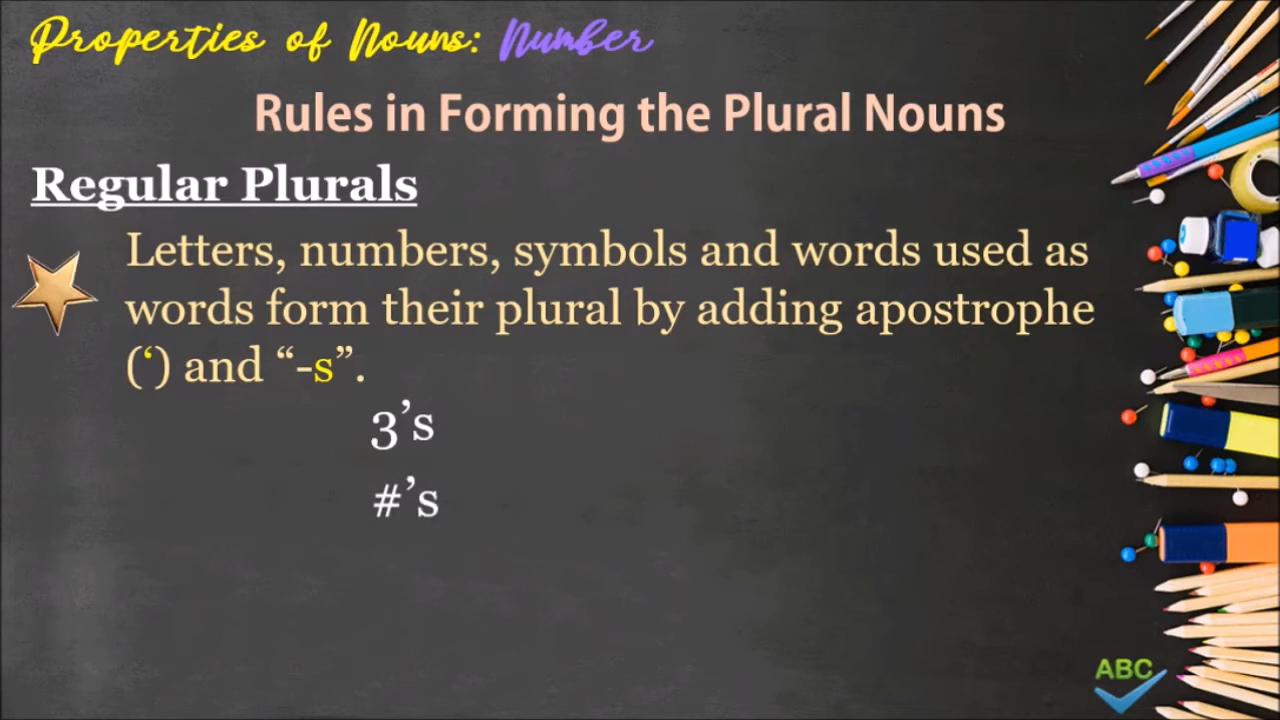 Properties of Nouns: Number
Rules in Forming the Plural Nouns
Regular Plurals
Letters, numbers, symbols and words used as
words form their plural by adding apostrophe
(‘) and “-s”.
3’s
#’s
ABC